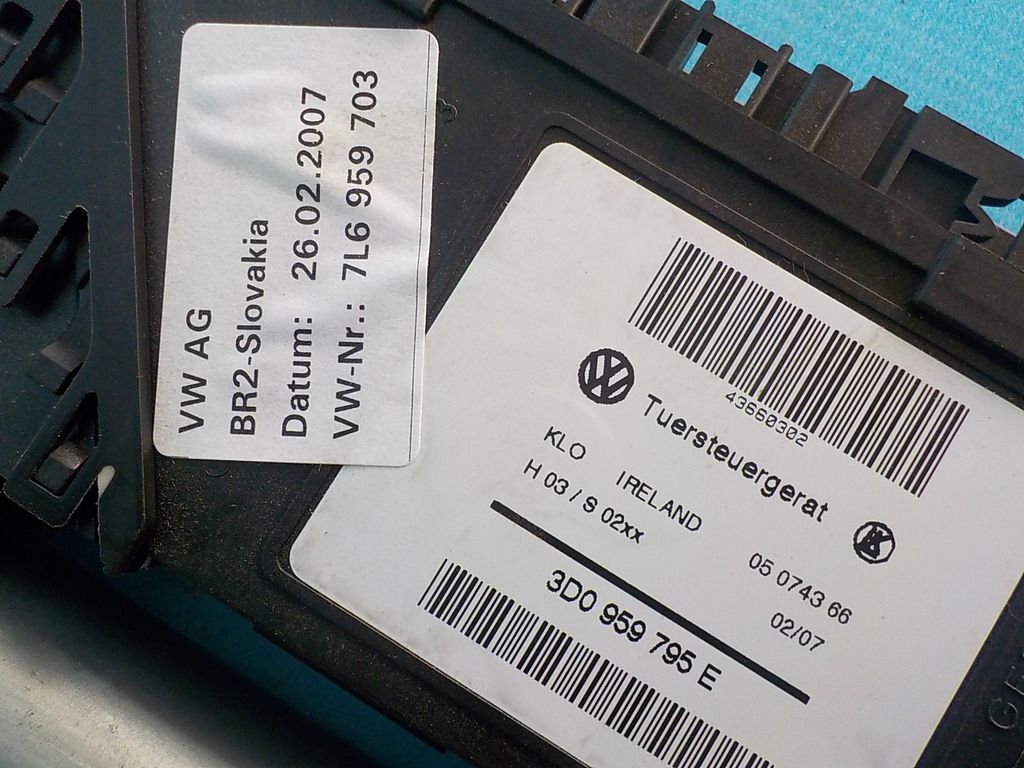 VW AG
BR2-Slovakia
Datum: 26.02.2007
VW-Nr.: 7L6 959 703
43660302
Tuersteuergerat
KLO IRELAND 05 0743 66
H 03 / S 02xx 02/07
3D0 959 795 E